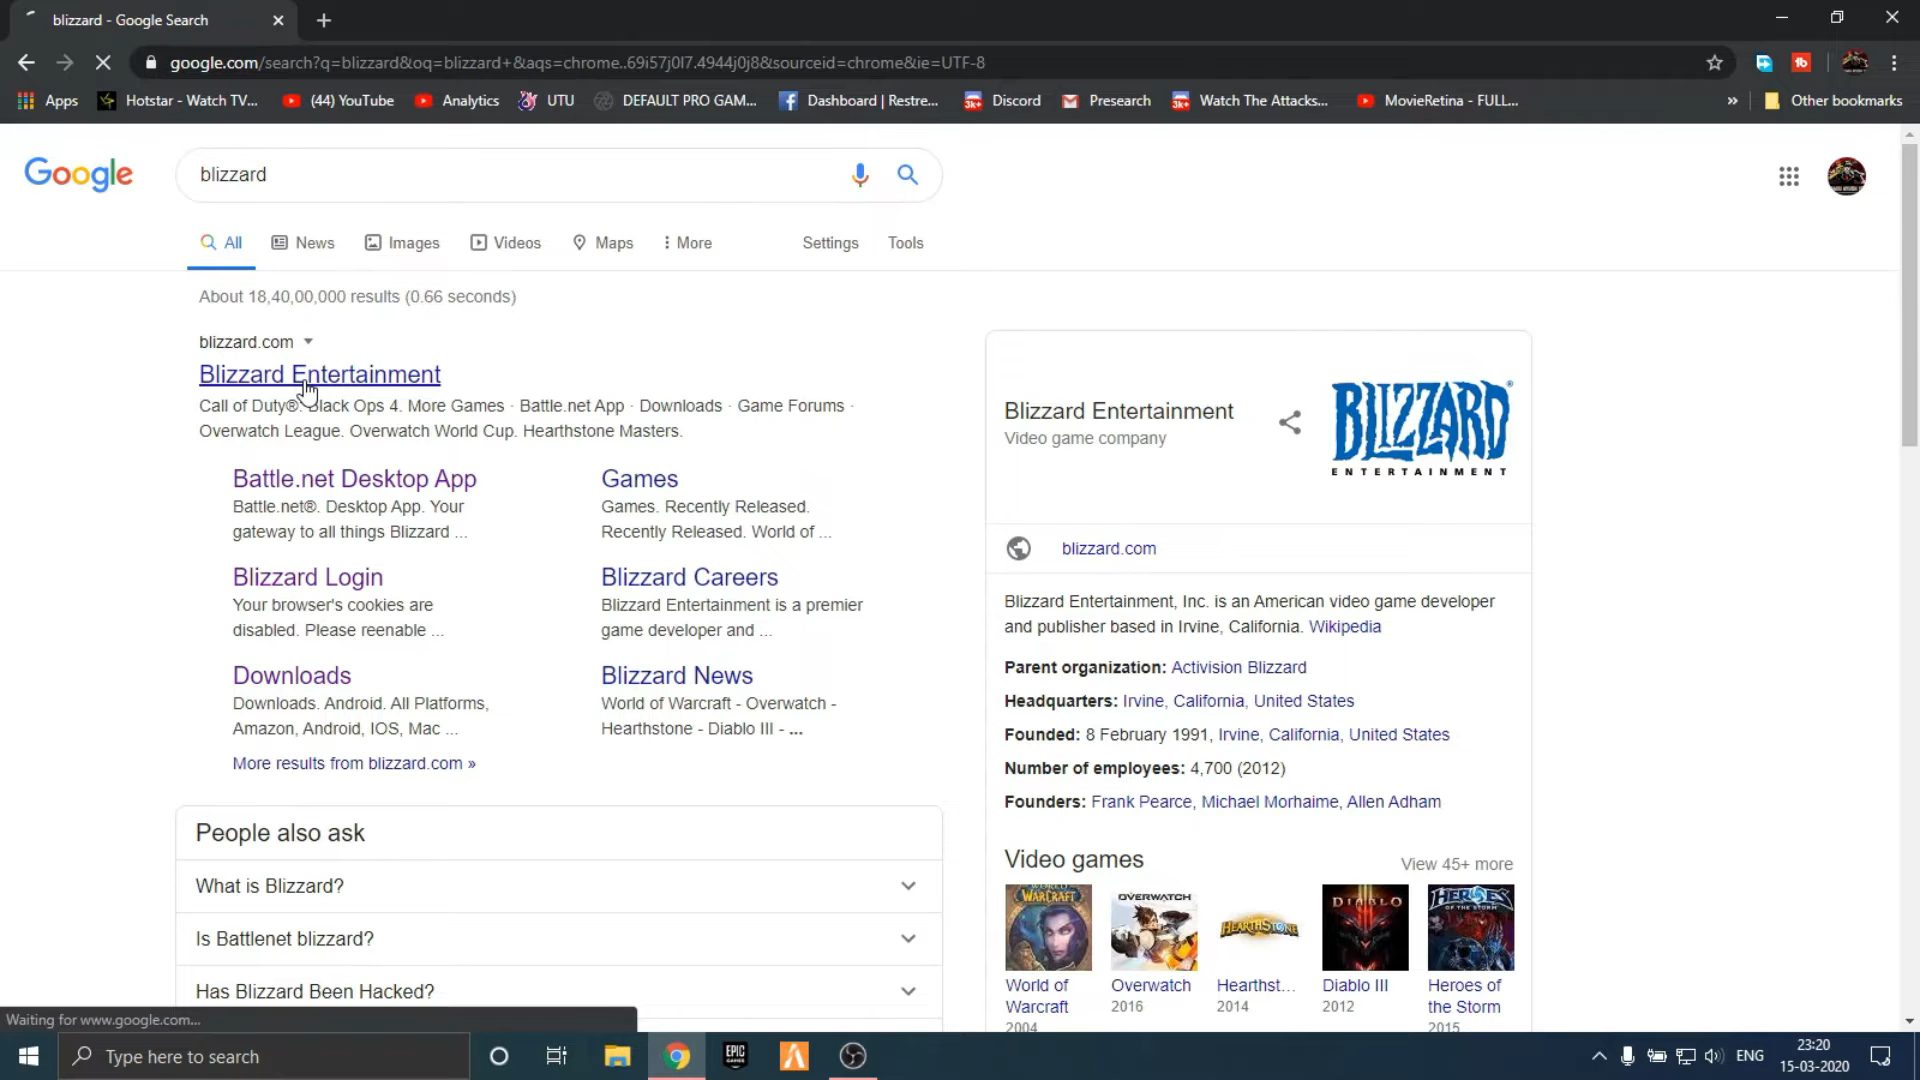 blizzard - Google Search
google.com/search?q=blizzard&oq=blizzard+&aqs=chrome..69i57j0l7.4944j0j8&sourceid=chrome&ie=UTF-8
Apps
Hotstar - Watch TV...
(44) YouTube
Analytics
UTU
DEFAULT PRO GAM...
Dashboard | Restre...
3K+
Discord
Presearch
3K+
Watch The Attacks...
MovieRetina - FULL...
»
Other bookmarks
Google
blizzard
All
News
Images
Videos
Maps
More
Settings
Tools
About 18,40,00,000 results (0.66 seconds)
blizzard.com
Blizzard Entertainment
Call of Duty®: Black Ops 4. More Games · Battle.net App · Downloads · Game Forums ·
Overwatch League. Overwatch World Cup. Hearthstone Masters.
Battle.net Desktop App
Battle.net®. Desktop App. Your
gateway to all things Blizzard ...
Games
Games. Recently Released.
Recently Released. World of ...
Blizzard Login
Your browser's cookies are
disabled. Please reenable ...
Blizzard Careers
Blizzard Entertainment is a premier
game developer and ...
Downloads
Downloads. Android. All Platforms,
Amazon, Android, IOS, Mac ...
Blizzard News
World of Warcraft - Overwatch -
Hearthstone - Diablo III - ...
More results from blizzard.com »
People also ask
What is Blizzard?
Is Battlenet blizzard?
Has Blizzard Been Hacked?
Blizzard Entertainment
Video game company
BLIZZARD®
ENTERTAINMENT
blizzard.com
Blizzard Entertainment, Inc. is an American video game developer
and publisher based in Irvine, California. Wikipedia
Parent organization: Activision Blizzard
Headquarters: Irvine, California, United States
Founded: 8 February 1991, Irvine, California, United States
Number of employees: 4,700 (2012)
Founders: Frank Pearce, Michael Morhaime, Allen Adham
Video games
View 45+ more
WARCRAFT
OVERWATCH
HEARTHSTONE
DIABLO
HEROES
OF THE STORM
World of
Warcraft
2004
Overwatch
2016
Hearthst...
2014
Diablo III
2012
Heroes of
the Storm
2015
Waiting for www.google.com...
Type here to search
EPIC
GAMES
ENG
23:20
15-03-2020